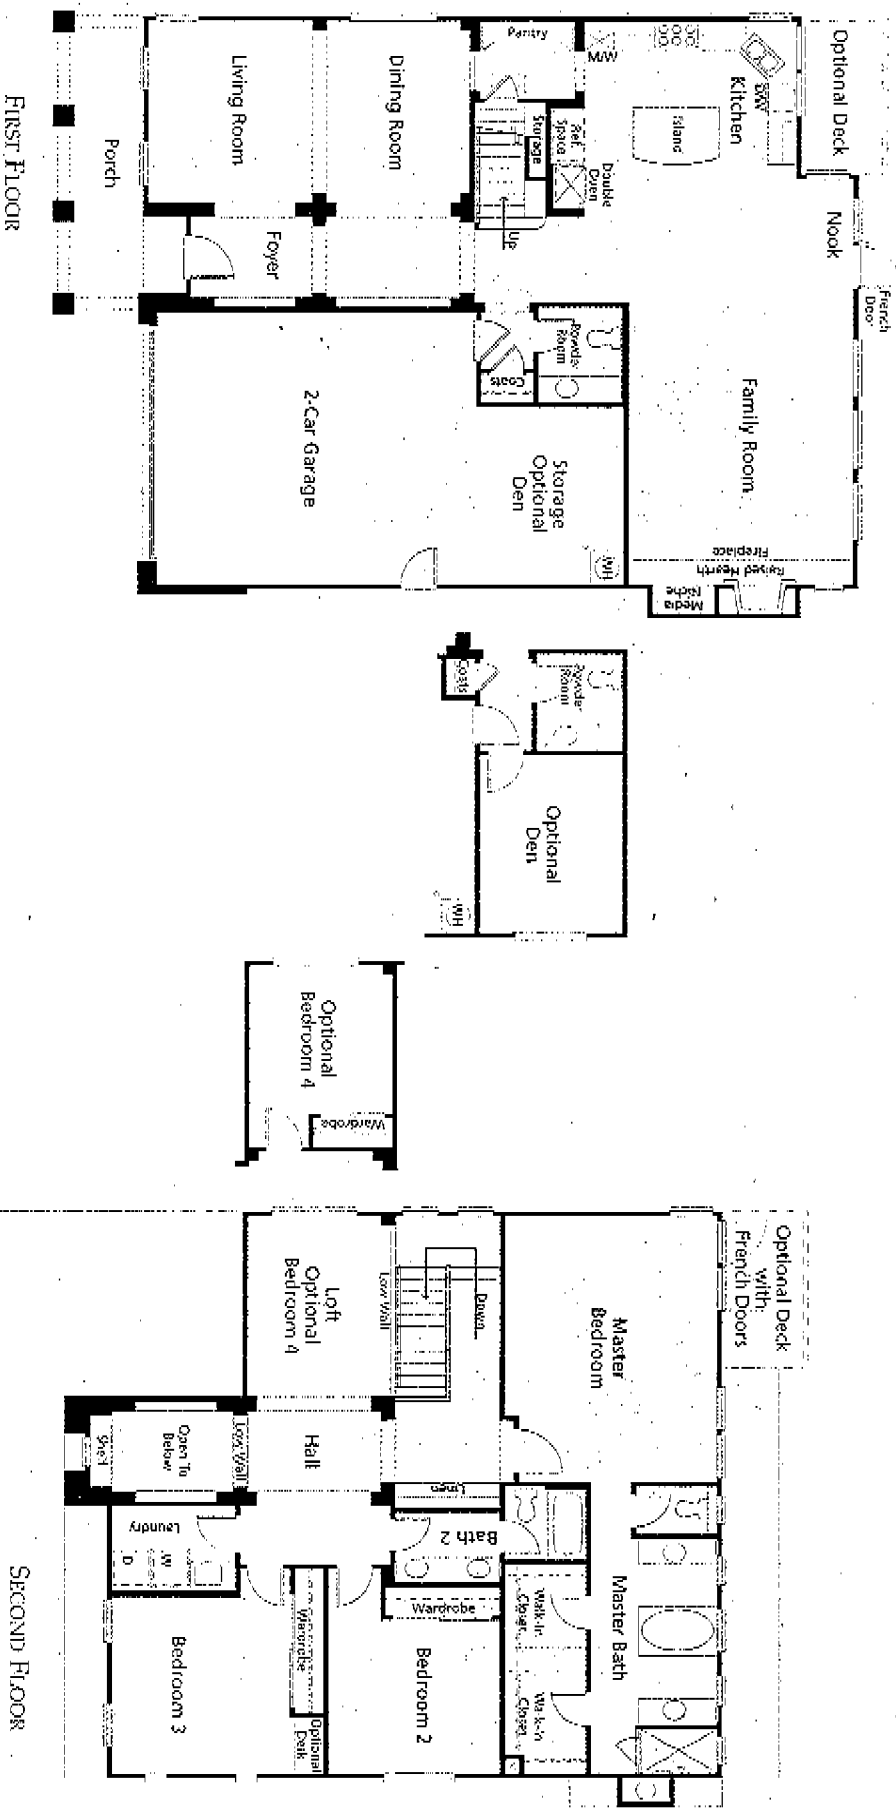 FIRST FLOOR
Optional Deck
Pantry
M/W
D/W
Kitchen
Island
Living Room
Dining Room
Storage
Ref.
Space
Double
Oven
Porch
Nook
Foyer
Up
French
Door
Powder
Room
Coats
Family Room
2-Car Garage
Storage
Optional
Den
WH
Raised Hearth
Fireplace
Media
Niche
Powder
Room
Coats
Optional
Den
WH
Optional
Bedroom 4
Wardrobe
SECOND FLOOR
Optional Deck
with
French Doors
Loft
Optional
Bedroom 4
Low Wall
Down
Master
Bedroom
Shelf
Open To
Below
Low Wall
Hall
Linen
Laundry
D
W
Bath 2
Master Bath
Wardrobe
Walk-In
Closet
Walk-In
Closet
Wardrobe
Bedroom 3
Bedroom 2
Optional
Desk